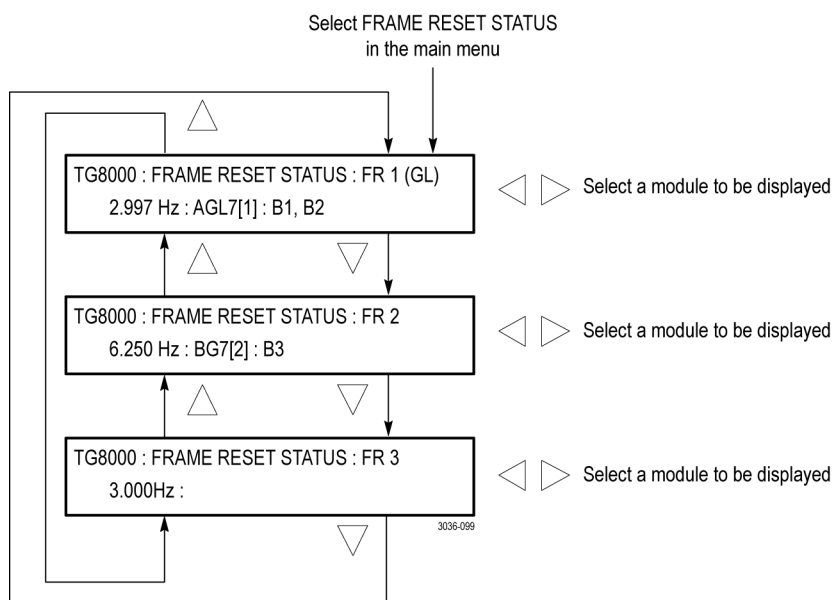 Select FRAME RESET STATUS
in the main menu
TG8000 : FRAME RESET STATUS : FR 1 (GL)
2.997 Hz : AGL7[1] : B1, B2
Select a module to be displayed
TG8000 : FRAME RESET STATUS : FR 2
6.250 Hz : BG7[2] : B3
Select a module to be displayed
TG8000 : FRAME RESET STATUS : FR 3
3.000Hz :
Select a module to be displayed
3036-099